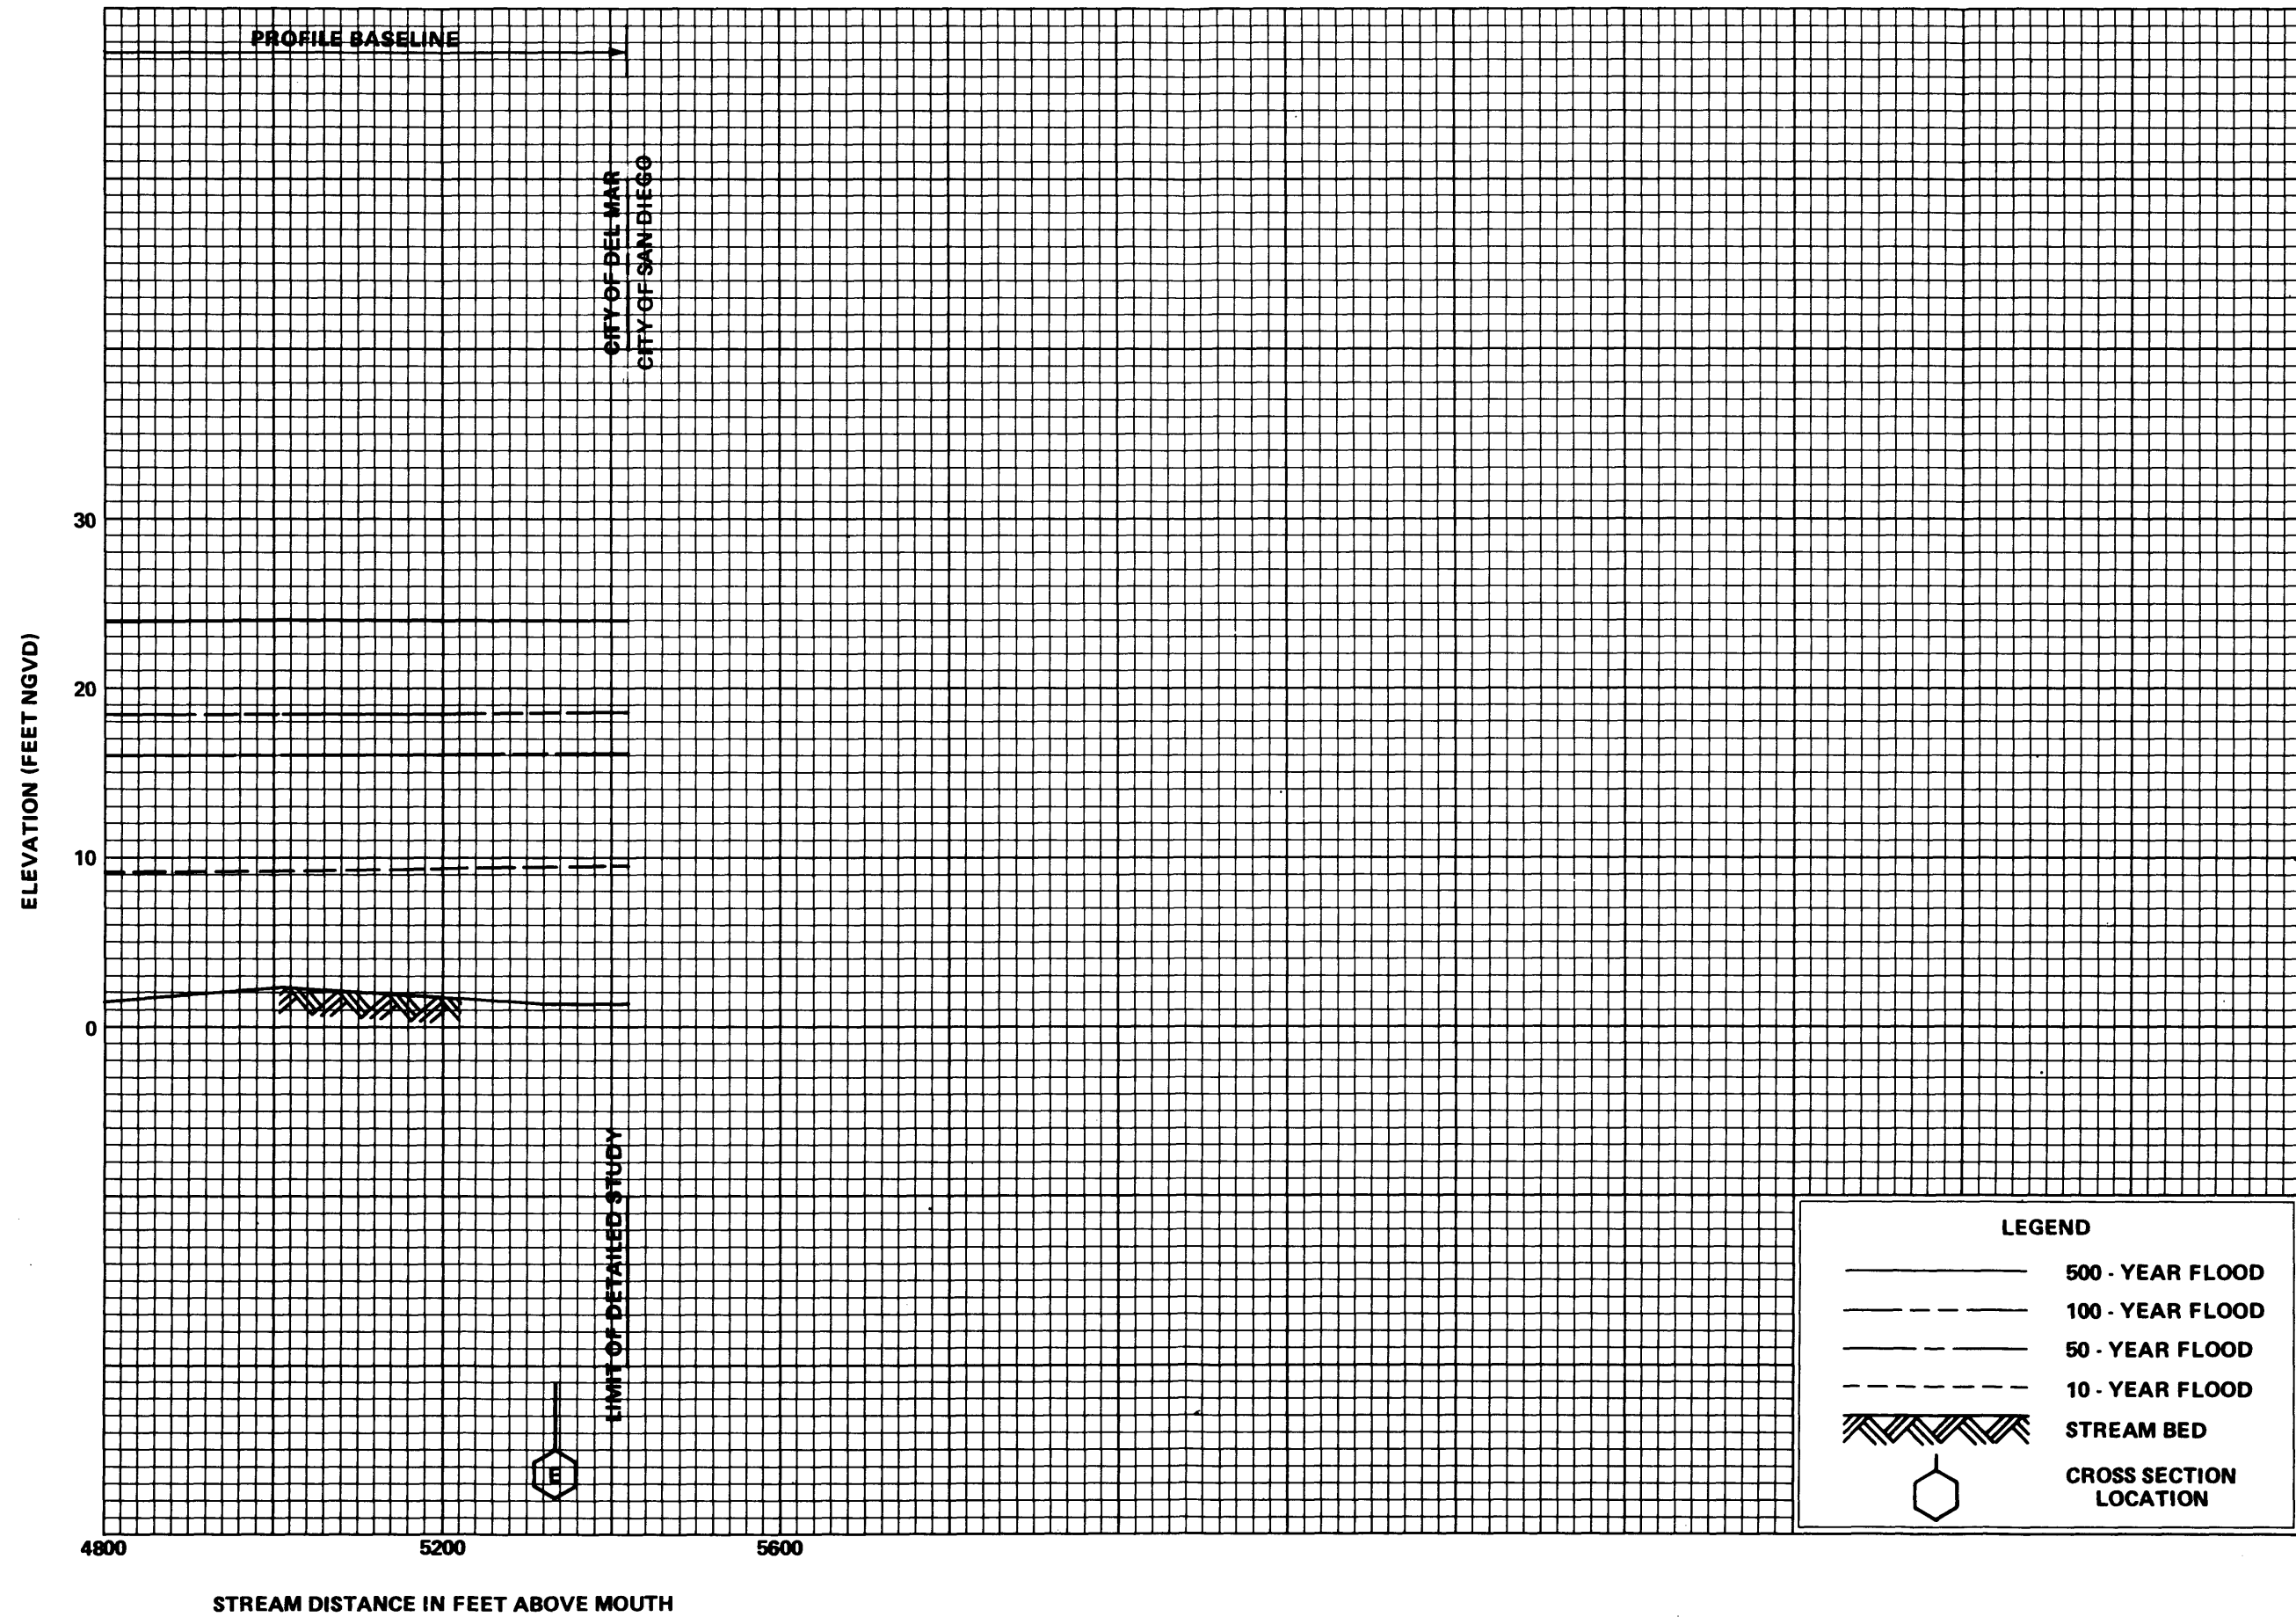 PROFILE BASELINE
CITY OF DEL MAR
CITY OF SAN DIEGO
ELEVATION (FEET NGVD)
30
20
10
0
LIMIT OF DETAILED STUDY
E
4800
5200
5600
STREAM DISTANCE IN FEET ABOVE MOUTH
LEGEND
500 - YEAR FLOOD
100 - YEAR FLOOD
50 - YEAR FLOOD
10 - YEAR FLOOD
STREAM BED
CROSS SECTION
LOCATION